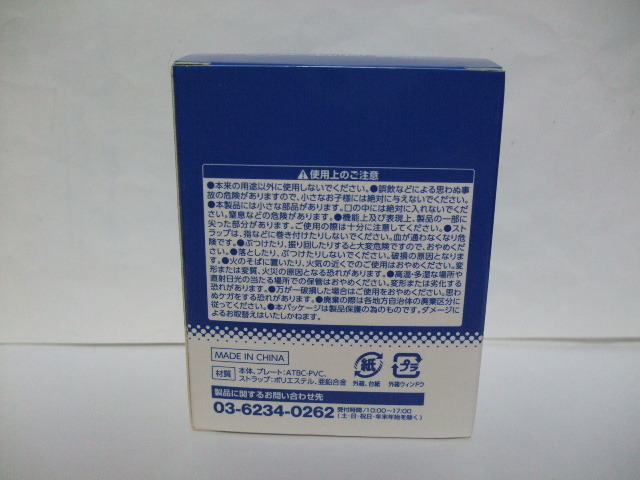 ⚠使用上のご注意
●本来の用途以外に使用しないでください。●誤飲などによる思わぬ事
故の危険がありますので、小さなお子様には絶対に与えないでください。
●本製品には小さな部品があります。口の中には絶対に入れないでくだ
さい。窒息などの危険があります。●機能上及び表現上、製品の一部に
尖った部分があります。ご使用の際は十分に注意してください。●スト
ラップは、指などに巻き付けたりしないでください。血が通わなくなり危
険です。●ぶつけたり、振り回したりすると大変危険ですので、おやめくだ
さい。●落としたり、ぶつけたりしないでください。破損の原因となりま
す。●火のそばに置いたり、火気の近くでのご使用はおやめください。変
形または変質、火災の原因となる恐れがあります。●高温・多湿な場所や
直射日光の当たる場所での保管はおやめください。変形または劣化する
恐れがあります。●万が一破損した場合はご使用をおやめください。思わ
ぬケガをする恐れがあります。●廃棄の際は各地方自治体の廃棄区分に
従ってください。●本パッケージは製品保護の為のものです。ダメージに
よるお取替えはいたしかねます。
MADE IN CHINA
材質 本体、プレート:ATBC-PVC、
ストラップ:ポリエステル、亜鉛合金
紙
外箱、台紙
プラ
外箱ウィンドウ
製品に関するお問い合わせ先
03-6234-0262 受付時間/10:00~17:00
(土・日・祝日・年末年始を除く)